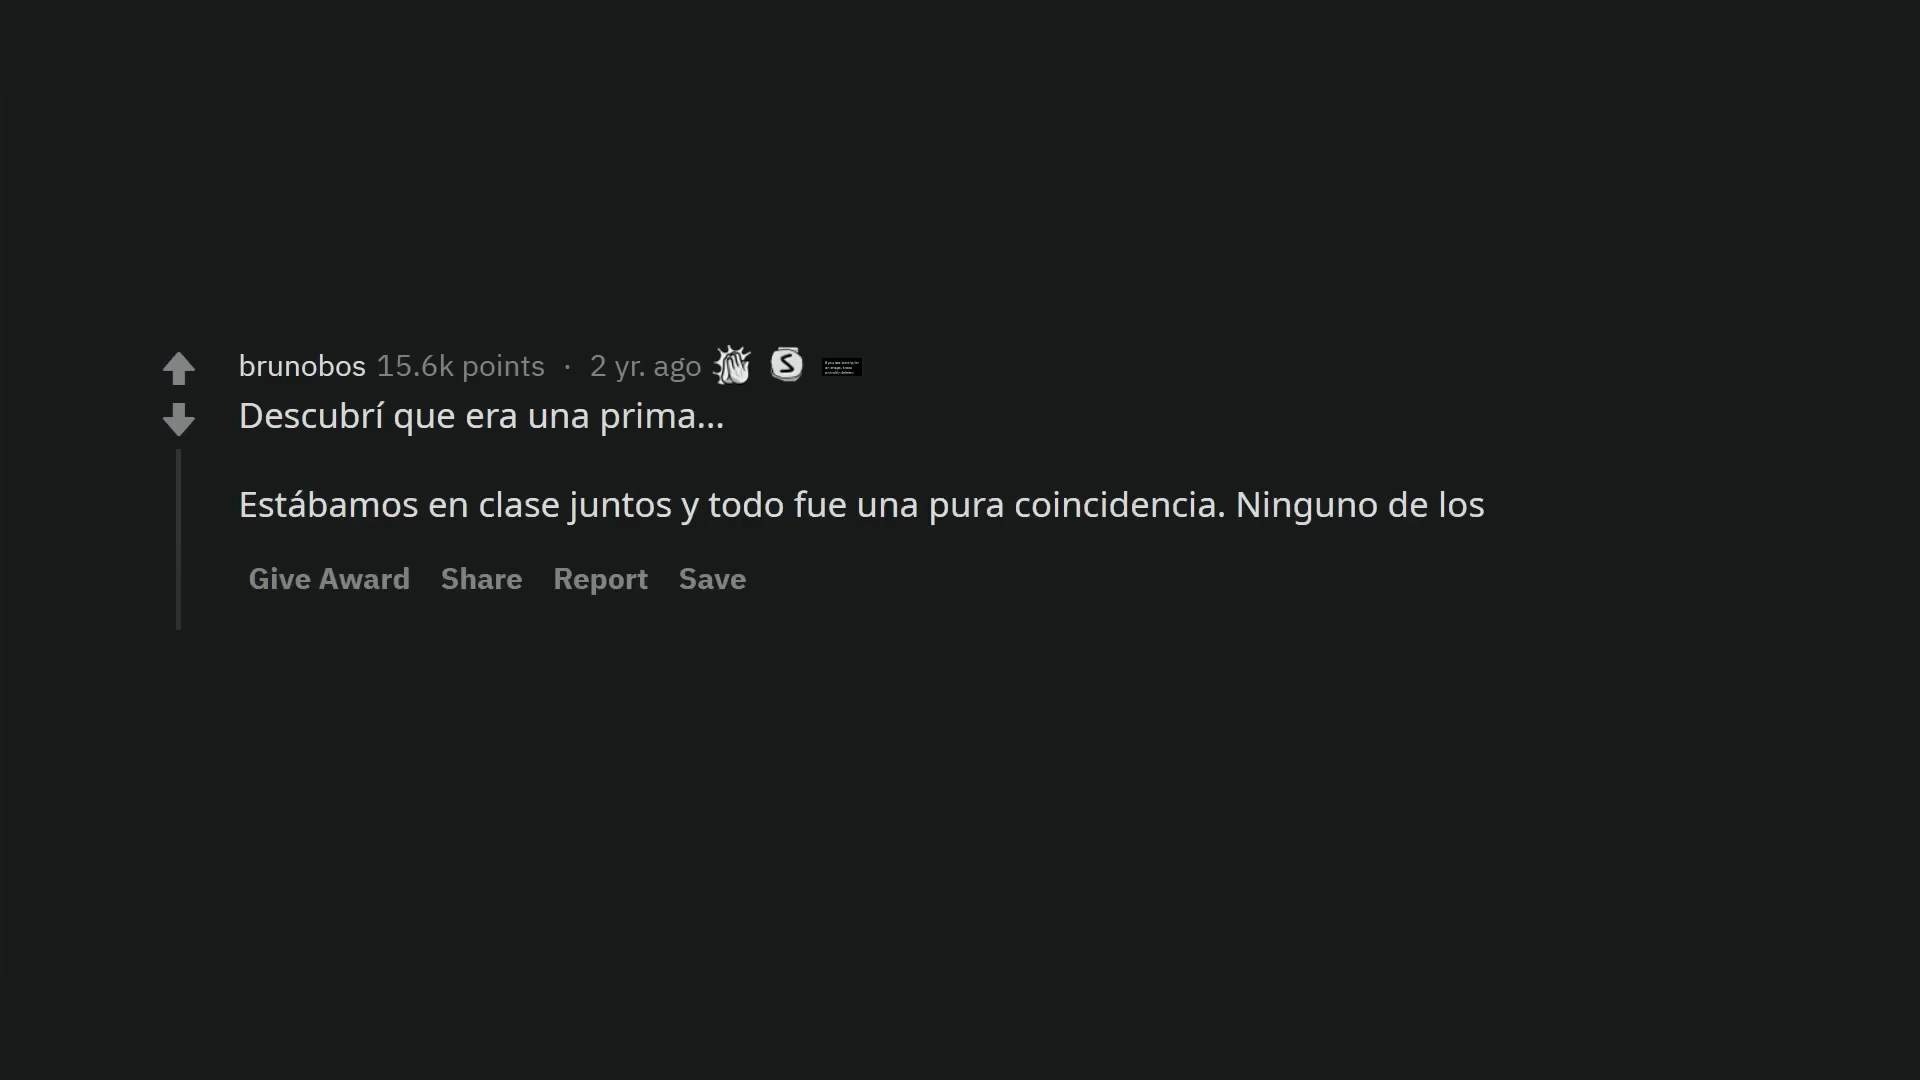 brunobos 15.6k points · 2 yr. ago
Descubrí que era una prima...
Estábamos en clase juntos y todo fue una pura coincidencia. Ninguno de los
Give Award Share Report Save